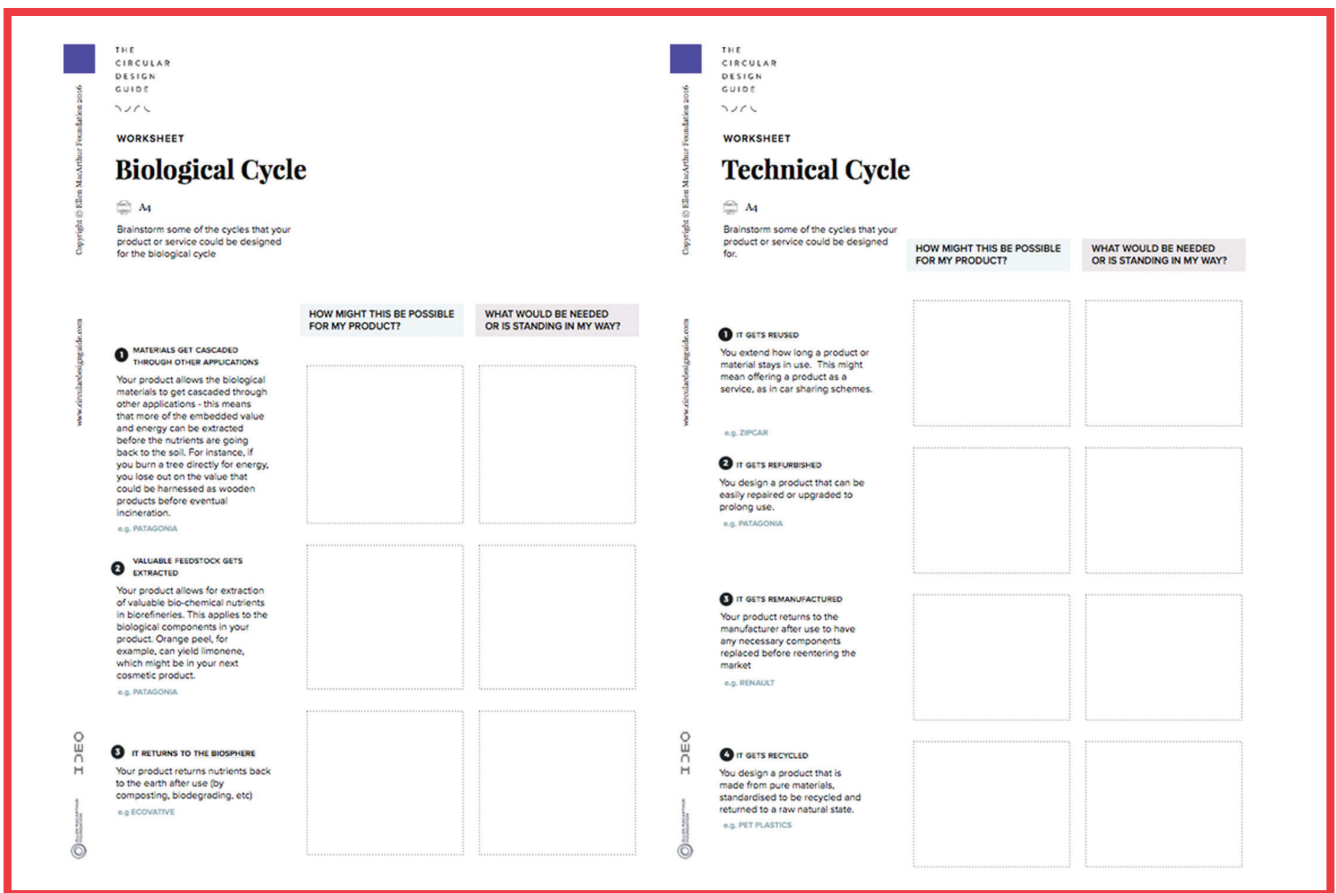 THE
CIRCULAR
DESIGN
GUIDE
WORKSHEET
Biological Cycle
A4
Brainstorm some of the cycles that your
product or service could be designed
for the biological cycle
HOW MIGHT THIS BE POSSIBLE
FOR MY PRODUCT?
WHAT WOULD BE NEEDED
OR IS STANDING IN MY WAY?
1 MATERIALS GET CASCADED
THROUGH OTHER APPLICATIONS
Your product allows the biological
materials to get cascaded through
other applications - this means
that more of the embedded value
and energy can be extracted
before the nutrients are going
back to the soil. For instance, if
you burn a tree directly for energy,
you lose out on the value that
could be harnessed as wooden
products before eventual
incineration.
e.g. PATAGONIA
2 VALUABLE FEEDSTOCK GETS
EXTRACTED
Your product allows for extraction
of valuable bio-chemical nutrients
in biorefineries. This applies to the
biological components in your
product. Orange peel, for
example, can yield limonene,
which might be in your next
cosmetic product.
e.g. PATAGONIA
3 IT RETURNS TO THE BIOSPHERE
Your product returns nutrients back
to the earth after use (by
composting, biodegrading, etc)
e.g ECOVATIVE
Copyright © Ellen MacArthur Foundation 2016
www.circulardesignguide.com
IDEO
ELLEN MACARTHUR
FOUNDATION
THE
CIRCULAR
DESIGN
GUIDE
WORKSHEET
Technical Cycle
A4
Brainstorm some of the cycles that your
product or service could be designed
for.
HOW MIGHT THIS BE POSSIBLE
FOR MY PRODUCT?
WHAT WOULD BE NEEDED
OR IS STANDING IN MY WAY?
1 IT GETS REUSED
You extend how long a product or
material stays in use. This might
mean offering a product as a
service, as in car sharing schemes.
e.g. ZIPCAR
2 IT GETS REFURBISHED
You design a product that can be
easily repaired or upgraded to
prolong use.
e.g. PATAGONIA
3 IT GETS REMANUFACTURED
Your product returns to the
manufacturer after use to have
any necessary components
replaced before reentering the
market
e.g. RENAULT
4 IT GETS RECYCLED
You design a product that is
made from pure materials,
standardised to be recycled and
returned to a raw natural state.
e.g. PET PLASTICS
Copyright © Ellen MacArthur Foundation 2016
www.circulardesignguide.com
IDEO
ELLEN MACARTHUR
FOUNDATION